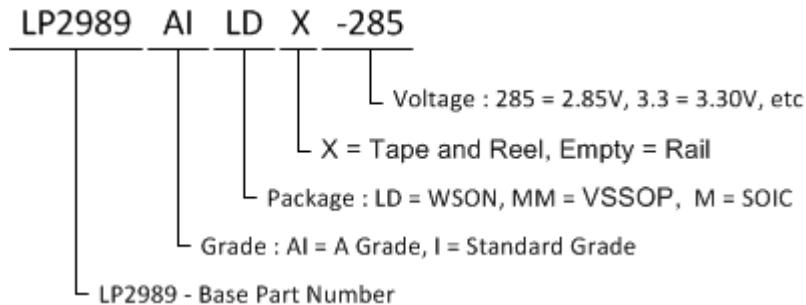 LP2989 AI LD X -285
Voltage : 285 = 2.85V, 3.3 = 3.30V, etc
X = Tape and Reel, Empty = Rail
Package : LD = WSON, MM = VSSOP, M = SOIC
Grade : AI = A Grade, I = Standard Grade
LP2989 - Base Part Number